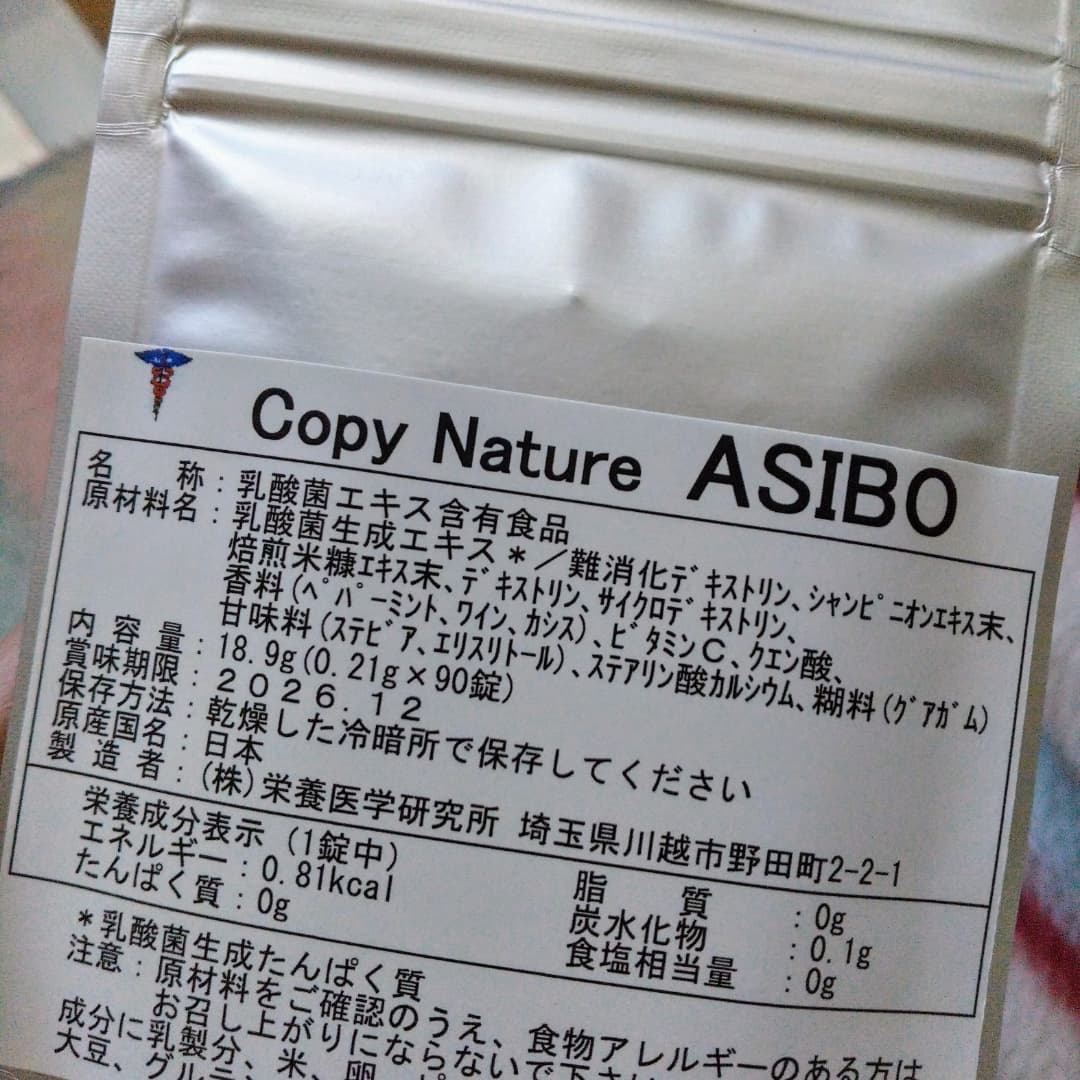 Copy Nature ASIBO
名称：乳酸菌エキス含有食品
原材料名：乳酸菌生成エキス＊／難消化ﾃﾞｷｽﾄﾘﾝ、ｼｬﾝﾋﾟﾆｵﾝｴｷｽ末、
焙煎米糠ｴｷｽ末、ﾃﾞｷｽﾄﾘﾝ、ｻｲｸﾛﾃﾞｷｽﾄﾘﾝ、
香料(ﾍﾟﾊﾟｰﾐﾝﾄ、ﾜｲﾝ、ｶｼｽ)、ﾋﾞﾀﾐﾝＣ、ｸｴﾝ酸、
甘味料(ｽﾃﾋﾞｱ、ｴﾘｽﾘﾄｰﾙ)、ｽﾃｱﾘﾝ酸ｶﾙｼｳﾑ、糊料(ｸﾞｱｶﾞﾑ)
内容量：18.9g(0.21g×90錠)
賞味期限：２０２６.１２
保存方法：乾燥した冷暗所で保存してください
原産国名：日本
製造者：(株)栄養医学研究所 埼玉県川越市野田町2-2-1
栄養成分表示（1錠中）
エネルギー：0.81kcal
たんぱく質：0g
脂質：0g
炭水化物：0.1g
食塩相当量：0g
＊乳酸菌生成たんぱく質
注意：原材料をご確認のうえ、食物アレルギーのある方は
お召し上がりにならないで下さい
成分に乳製分、米、卵、
大豆、グルテ